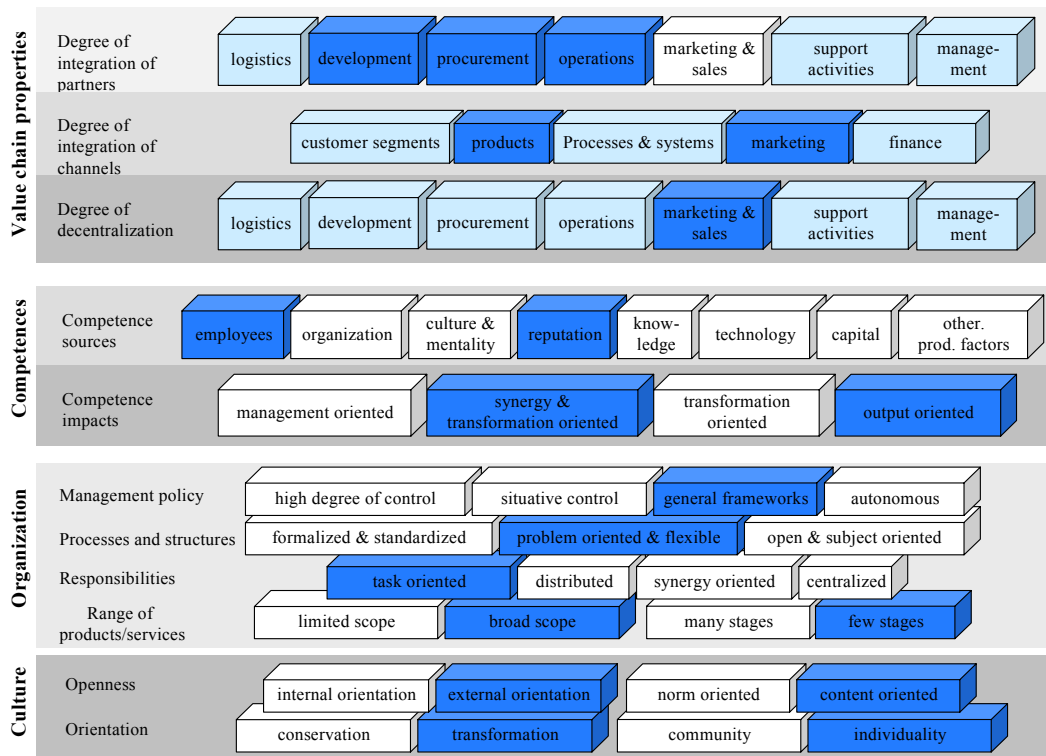 Value chain properties
Degree of
integration of
partners
logistics
development
procurement
operations
marketing &
sales
support
activities
manage-
ment
Degree of
integration of
channels
customer segments
products
Processes & systems
marketing
finance
Degree of
decentralization
logistics
development
procurement
operations
marketing &
sales
support
activities
manage-
ment
Competences
Competence
sources
employees
organization
culture &
mentality
reputation
know-
ledge
technology
capital
other.
prod. factors
Competence
impacts
management oriented
synergy &
transformation oriented
transformation
oriented
output oriented
Organization
Management policy
high degree of control
situative control
general frameworks
autonomous
Processes and structures
formalized & standardized
problem oriented & flexible
open & subject oriented
Responsibilities
task oriented
distributed
synergy oriented
centralized
Range of
products/services
limited scope
broad scope
many stages
few stages
Culture
Openness
internal orientation
external orientation
norm oriented
content oriented
Orientation
conservation
transformation
community
individuality